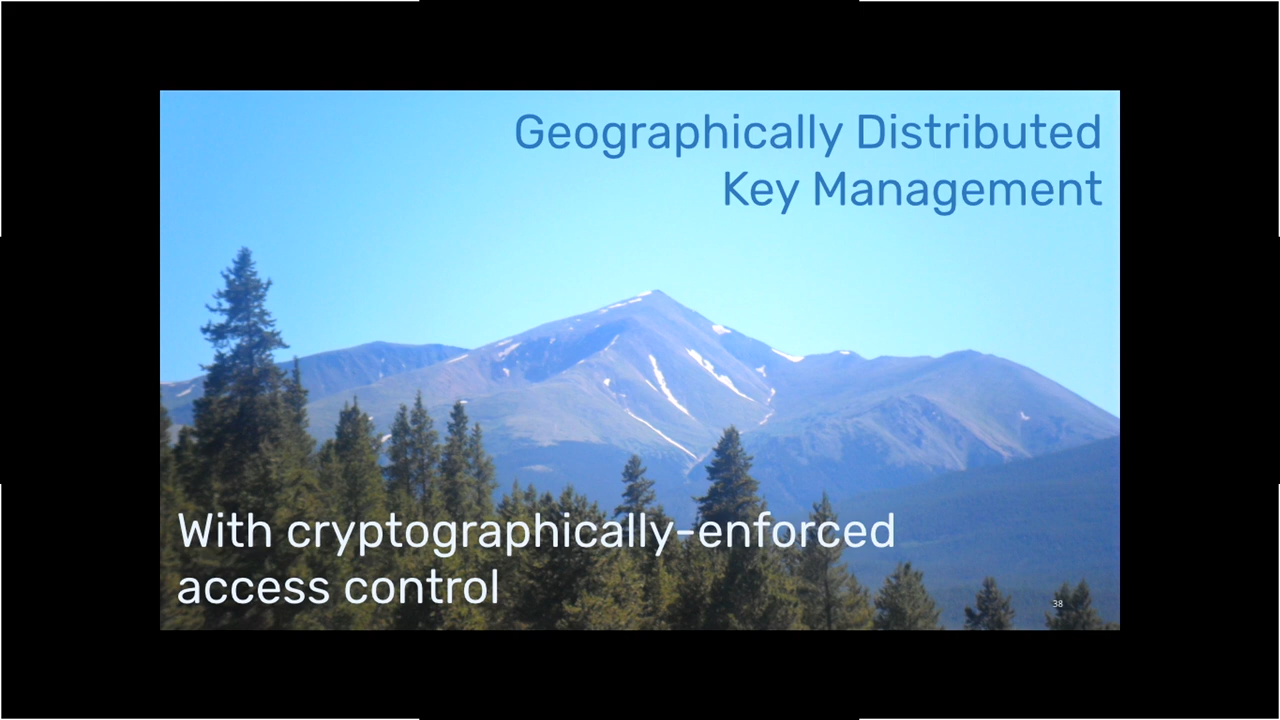 Geographically Distributed
Key Management
With cryptographically-enforced
access control
38